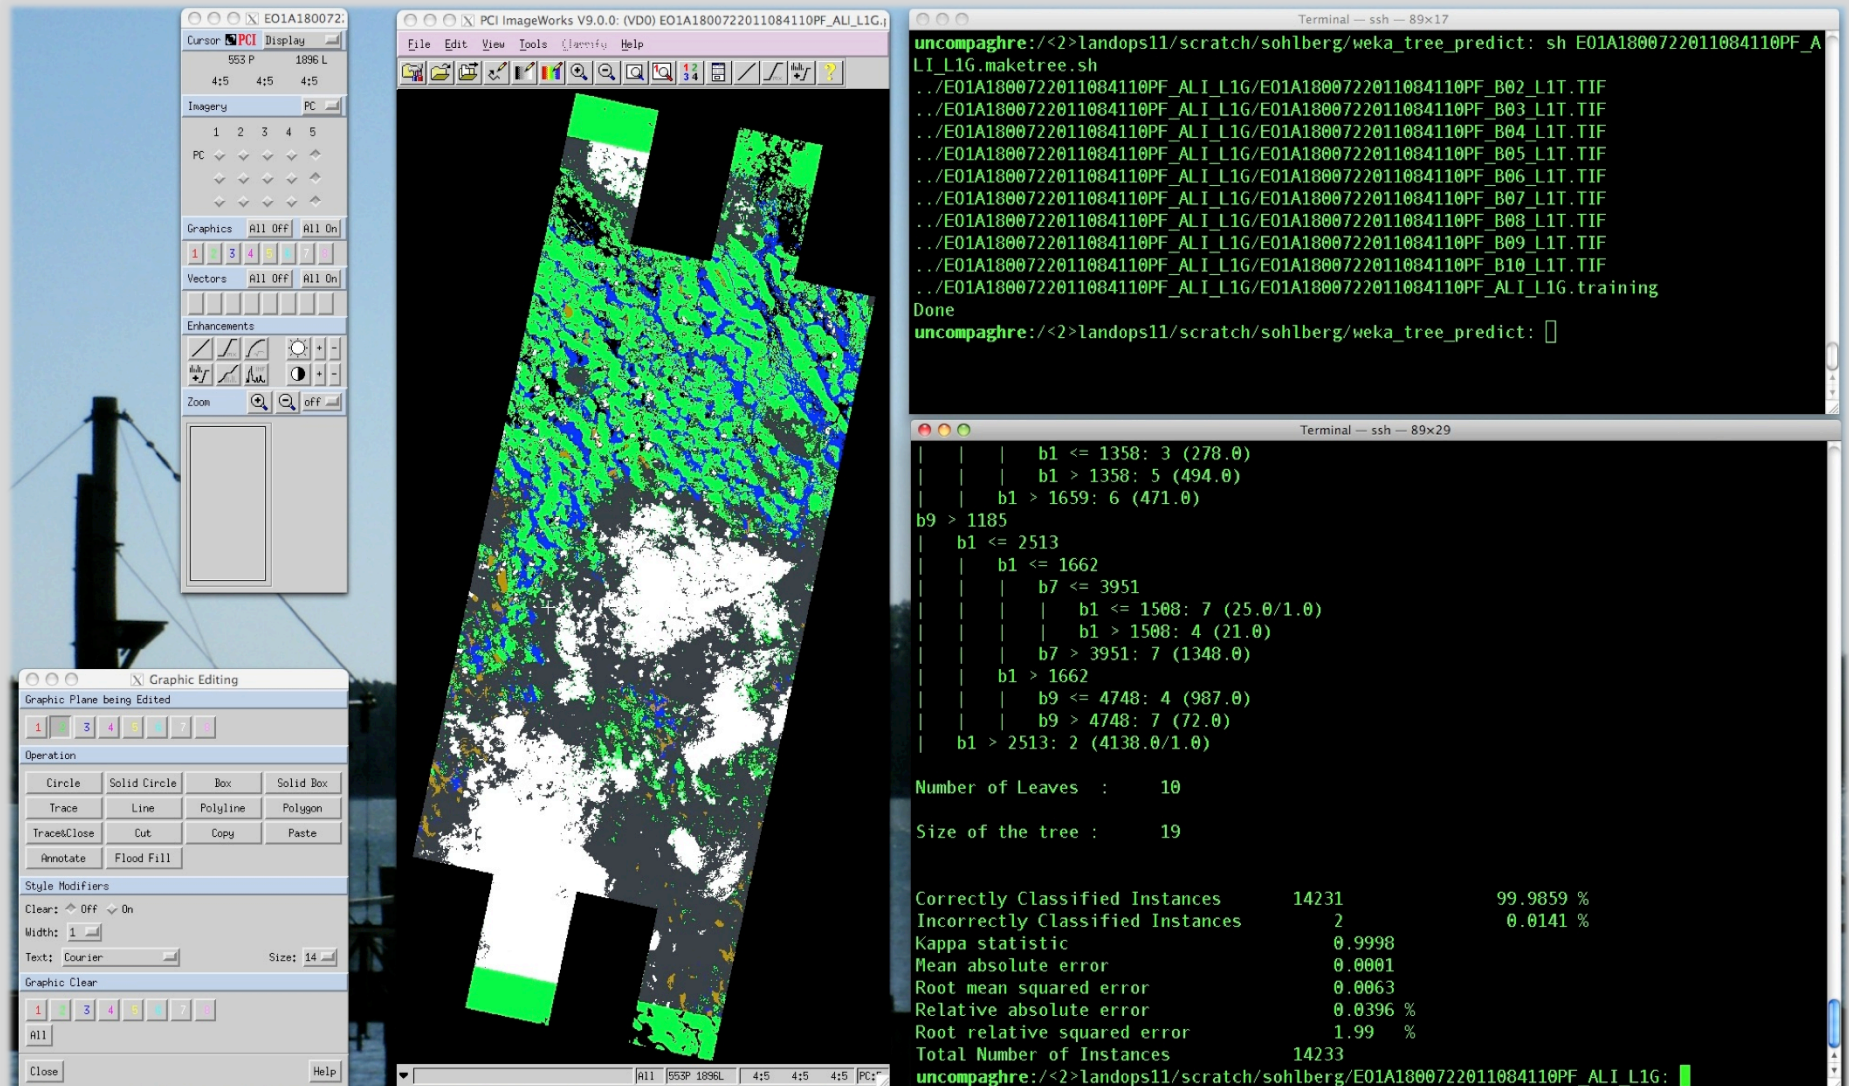 X EO1A180072
Cursor PCI Display
553 P 1896 L
4:5 4:5 4:5
Imagery PC
1 2 3 4 5
PC
Graphics All Off All On
1 3 4
Vectors All Off All On
Enhancements
Zoom off
X Graphic Editing
Graphic Plane being Edited
1 3 4 5 7
Operation
Circle Solid Circle Box Solid Box
Trace Line Polyline Polygon
Trace&Close Cut Copy Paste
Annotate Flood Fill
Style Modifiers
Clear: Off On
Width: 1
Text: Courier Size: 14
Graphic Clear
1 3 4 5 7
All
Close Help
X PCI ImageWorks V9.0.0: (VD0) EO1A1800722011084110PF_ALI_L1G.p
File Edit View Tools Classify Help
All 553P 1896L 4:5 4:5 4:5 PC:
Terminal — ssh — 89×17
uncompaghre:/<2>landops11/scratch/sohlberg/weka_tree_predict: sh EO1A1800722011084110PF_A
LI_L1G.maketree.sh
../EO1A1800722011084110PF_ALI_L1G/EO1A1800722011084110PF_B02_L1T.TIF
../EO1A1800722011084110PF_ALI_L1G/EO1A1800722011084110PF_B03_L1T.TIF
../EO1A1800722011084110PF_ALI_L1G/EO1A1800722011084110PF_B04_L1T.TIF
../EO1A1800722011084110PF_ALI_L1G/EO1A1800722011084110PF_B05_L1T.TIF
../EO1A1800722011084110PF_ALI_L1G/EO1A1800722011084110PF_B06_L1T.TIF
../EO1A1800722011084110PF_ALI_L1G/EO1A1800722011084110PF_B07_L1T.TIF
../EO1A1800722011084110PF_ALI_L1G/EO1A1800722011084110PF_B08_L1T.TIF
../EO1A1800722011084110PF_ALI_L1G/EO1A1800722011084110PF_B09_L1T.TIF
../EO1A1800722011084110PF_ALI_L1G/EO1A1800722011084110PF_B10_L1T.TIF
../EO1A1800722011084110PF_ALI_L1G/EO1A1800722011084110PF_ALI_L1G.training
Done
uncompaghre:/<2>landops11/scratch/sohlberg/weka_tree_predict:
Terminal — ssh — 89×29
| | | b1 <= 1358: 3 (278.0)
| | | b1 > 1358: 5 (494.0)
| | b1 > 1659: 6 (471.0)
b9 > 1185
| b1 <= 2513
| | b1 <= 1662
| | | b7 <= 3951
| | | | b1 <= 1508: 7 (25.0/1.0)
| | | | b1 > 1508: 4 (21.0)
| | | b7 > 3951: 7 (1348.0)
| | b1 > 1662
| | | b9 <= 4748: 4 (987.0)
| | | b9 > 4748: 7 (72.0)
| b1 > 2513: 2 (4138.0/1.0)
Number of Leaves : 10
Size of the tree : 19
Correctly Classified Instances 14231 99.9859 %
Incorrectly Classified Instances 2 0.0141 %
Kappa statistic 0.9998
Mean absolute error 0.0001
Root mean squared error 0.0063
Relative absolute error 0.0396 %
Root relative squared error 1.99 %
Total Number of Instances 14233
uncompaghre:/<2>landops11/scratch/sohlberg/EO1A1800722011084110PF_ALI_L1G: